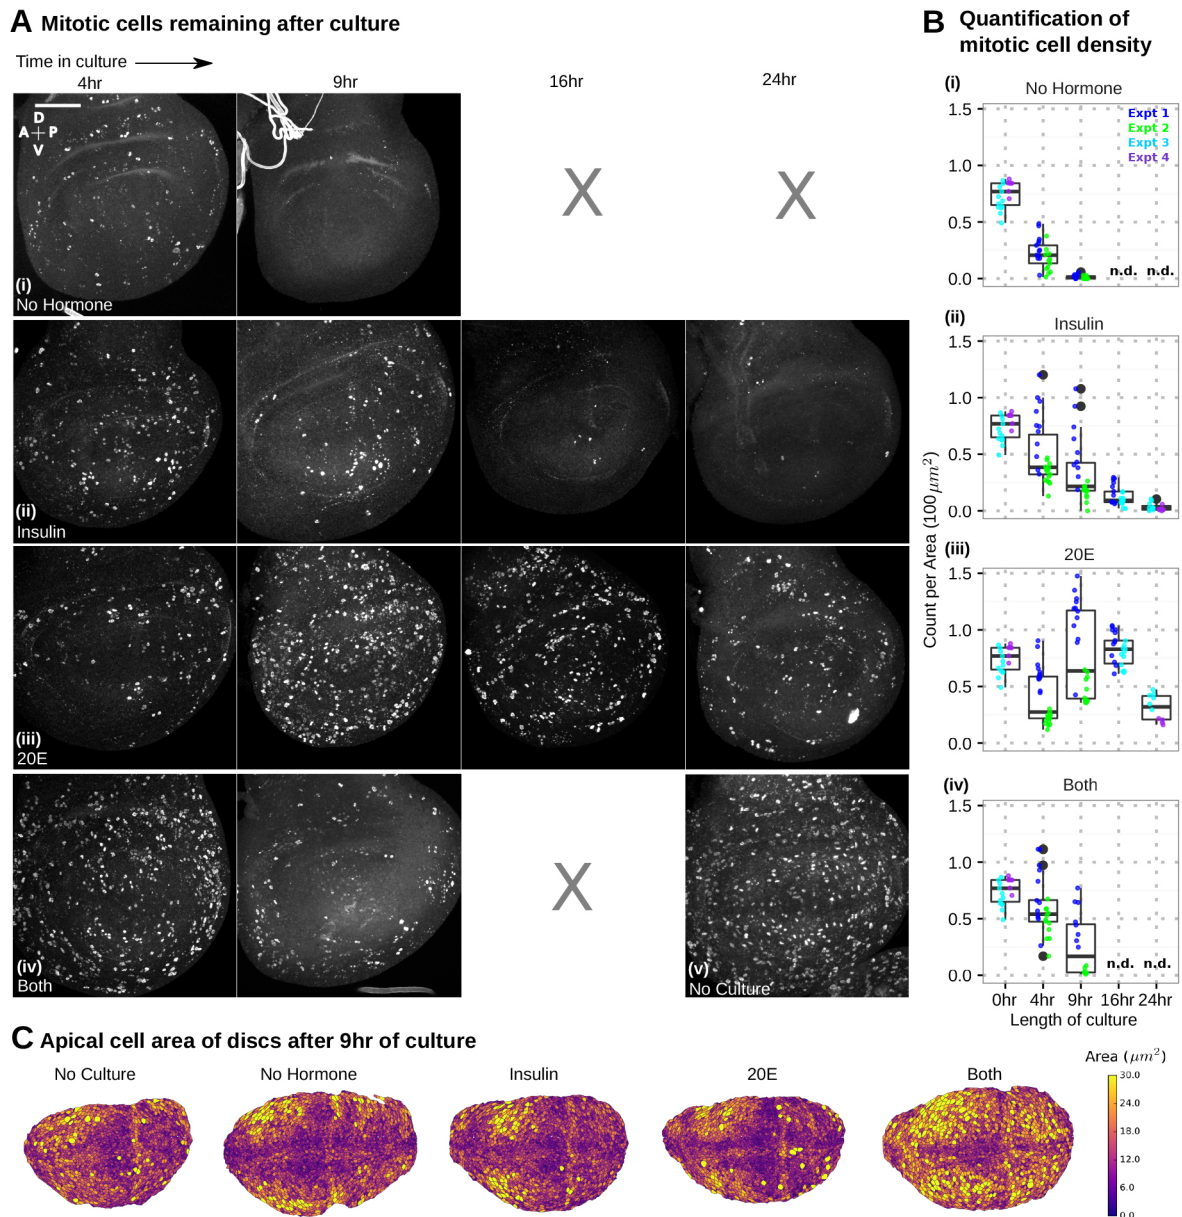 A Mitotic cells remaining after culture
Time in culture
4hr 9hr 16hr 24hr
D
A P
V
X X
(i)
No Hormone
(ii)
Insulin
(iii)
20E
X
(iv)
Both
(v)
No Culture
B Quantification of
mitotic cell density
(i)
No Hormone
1.5
1.0
0.5
0.0
Expt 1
Expt 2
Expt 3
Expt 4
n.d. n.d.
(ii)
Insulin
1.5
1.0
0.5
0.0
Count per Area (100 μm²)
(iii)
20E
1.5
1.0
0.5
0.0
(iv)
Both
1.5
1.0
0.5
0.0
n.d. n.d.
0hr 4hr 9hr 16hr 24hr
Length of culture
C Apical cell area of discs after 9hr of culture
No Culture No Hormone Insulin 20E Both
Area (μm²)
30.0
24.0
18.0
12.0
6.0
0.0